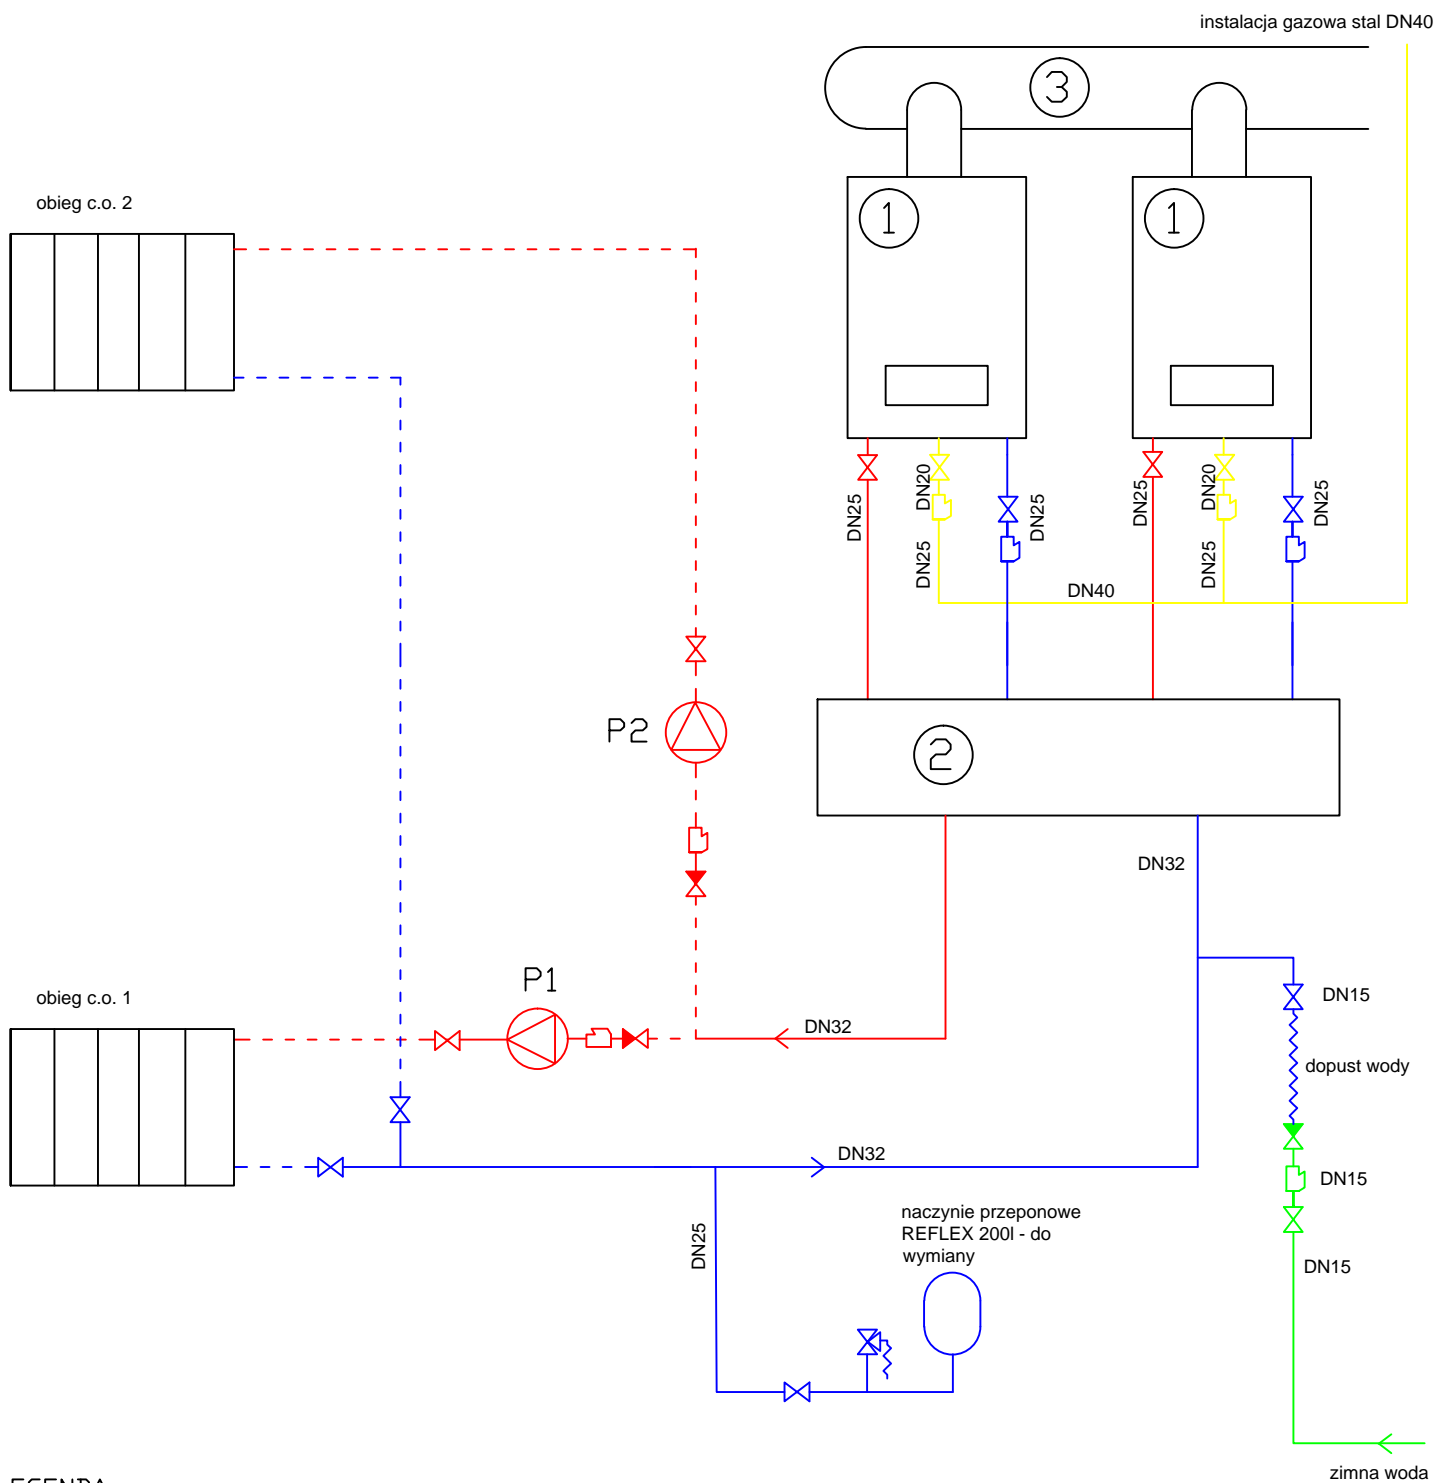 instalacja gazowa stal DN40
3
obieg c.o. 2
1
1
DN25
DN20
DN25
DN25
DN25
DN20
DN25
DN25
DN40
P2
2
DN32
obieg c.o. 1
P1
DN32
DN15
dopust wody
DN32
DN15
naczynie przeponowe
REFLEX 200l - do
wymiany
DN25
DN15
zimna woda